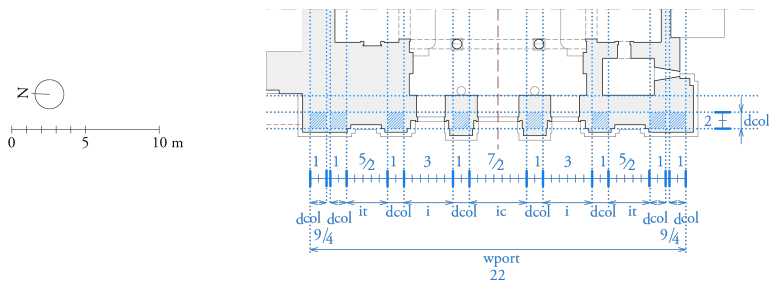 N
0 5 10 m
2 dcol
1 1 5/2 1 3 1 7/2 1 3 1 5/2 1 1
dcol dcol it dcol i dcol ic dcol i dcol it dcol dcol
9/4 9/4
wport
22